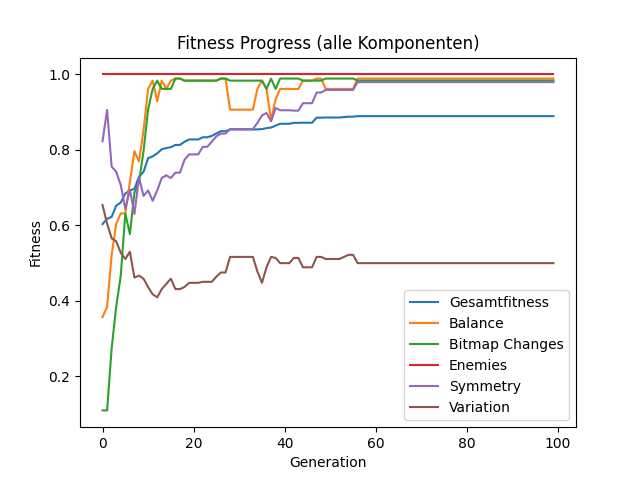 Fitness Progress (alle Komponenten)
Fitness
1.0
0.8
0.6
0.4
0.2
0 20 40 60 80 100
Generation
Gesamtfitness
Balance
Bitmap Changes
Enemies
Symmetry
Variation